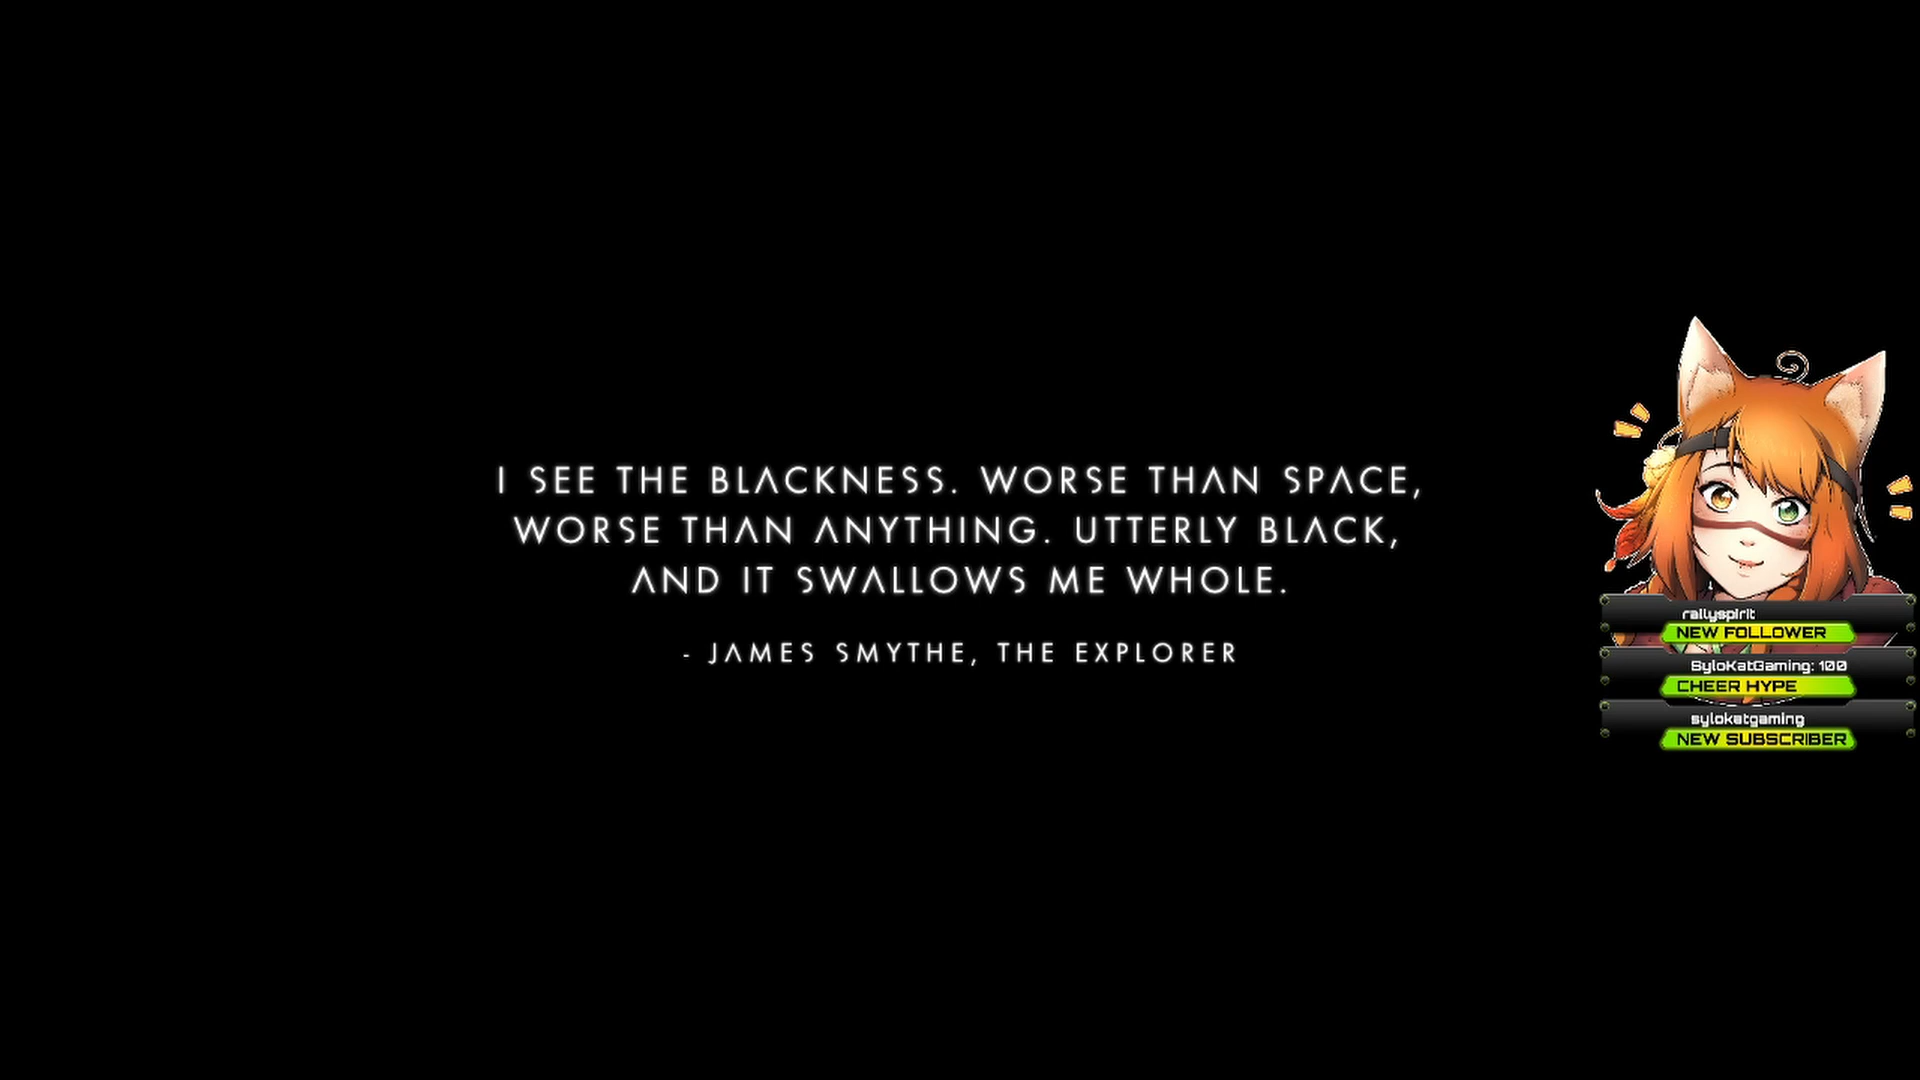 I SEE THE BLACKNESS. WORSE THAN SPACE,
WORSE THAN ANYTHING. UTTERLY BLACK,
AND IT SWALLOWS ME WHOLE.
- JAMES SMYTHE, THE EXPLORER
rallyspirit
NEW FOLLOWER
SyloKatGaming: 100
CHEER HYPE
sylokatgaming
NEW SUBSCRIBER